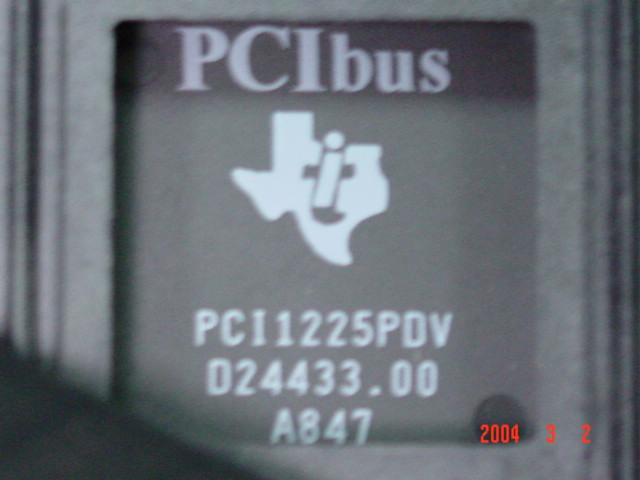 PCIbus
PCI1225PDV
D24433.00
A847
2004 3 2